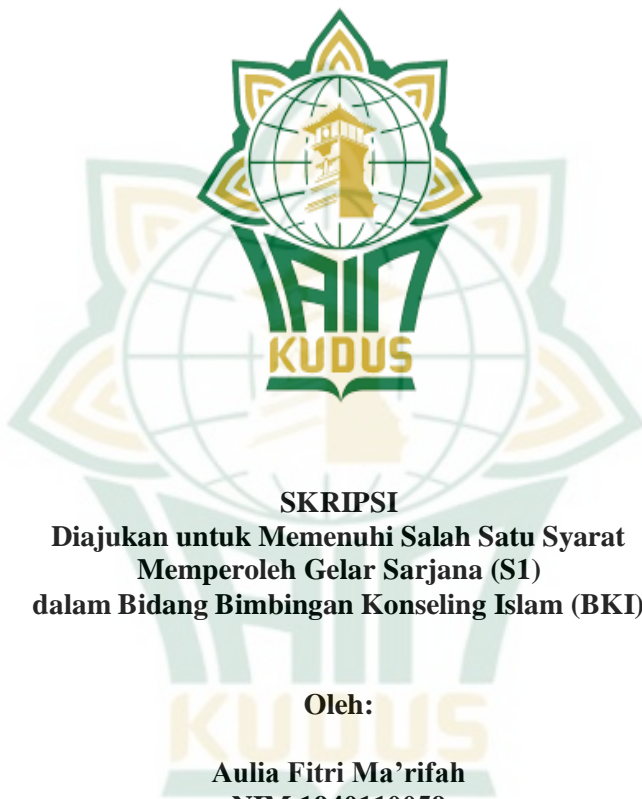 IAIN
KUDUS
SKRIPSI
Diajukan untuk Memenuhi Salah Satu Syarat
Memperoleh Gelar Sarjana (S1)
dalam Bidang Bimbingan Konseling Islam (BKI)
Oleh:
Aulia Fitri Ma’rifah